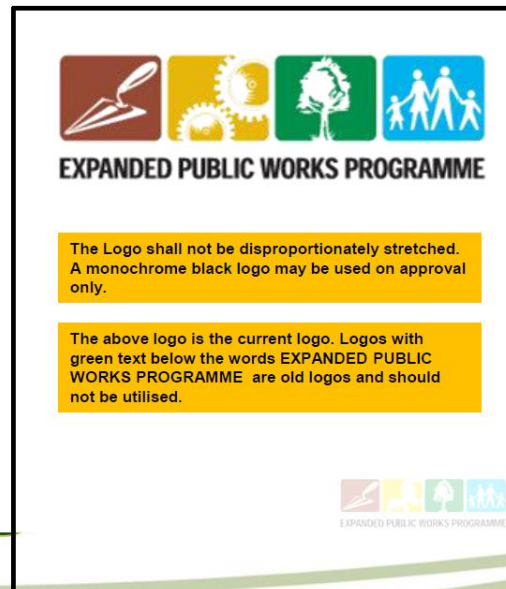 EXPANDED PUBLIC WORKS PROGRAMME
The Logo shall not be disproportionately stretched.
A monochrome black logo may be used on approval
only.
The above logo is the current logo. Logos with
green text below the words EXPANDED PUBLIC
WORKS PROGRAMME are old logos and should
not be utilised.
EXPANDED PUBLIC WORKS PROGRAMME